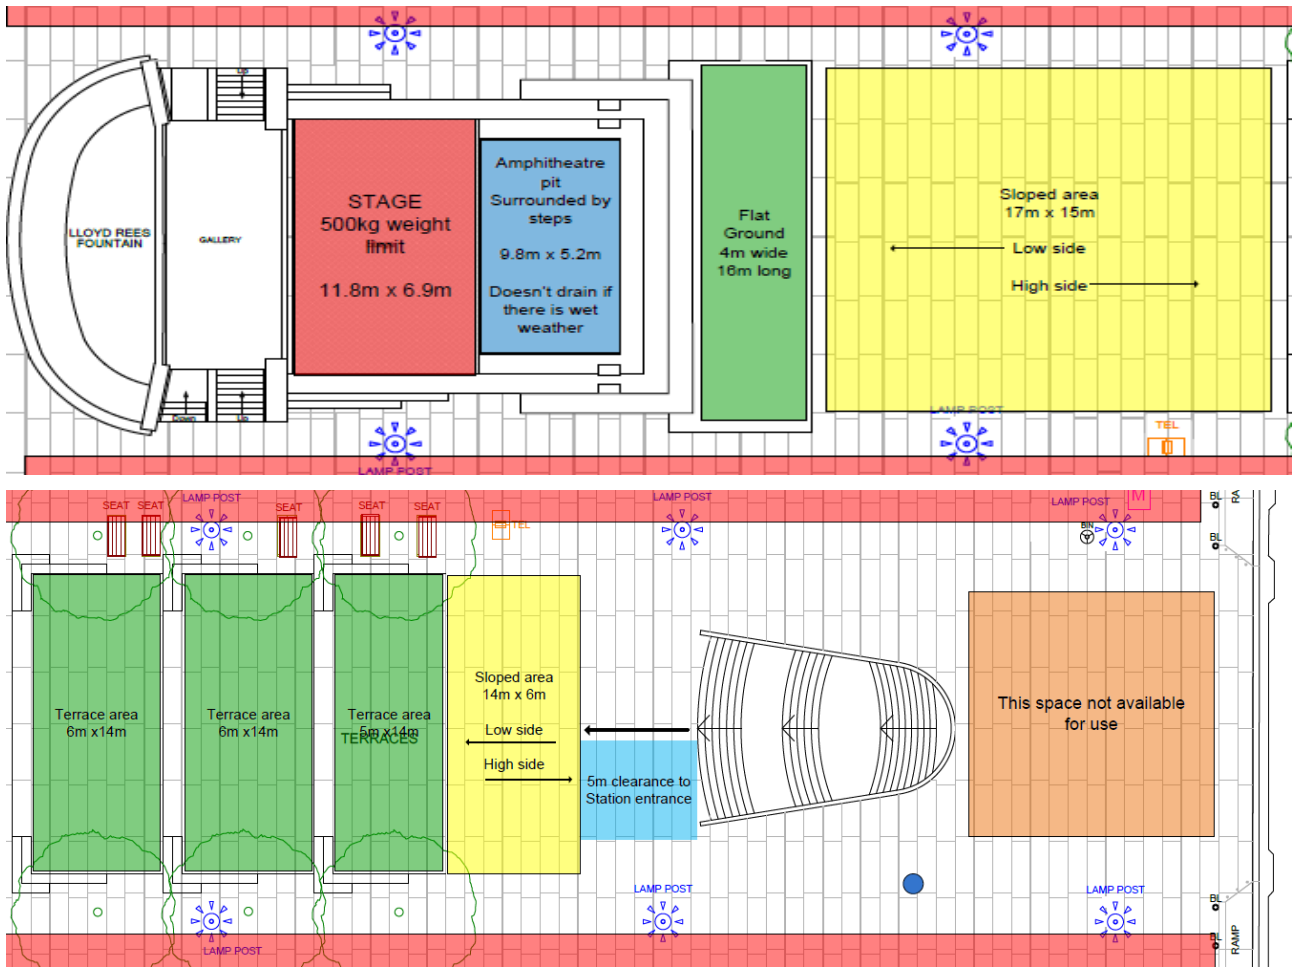 LLOYD REES
FOUNTAIN
GALLERY
Up
Down
Up
STAGE
500kg weight
limit
11.8m x 6.9m
Amphitheatre
pit
Surrounded by
steps
9.8m x 5.2m
Doesn't drain if
there is wet
weather
Flat
Ground
4m wide
16m long
Sloped area
17m x 15m
Low side
High side
LAMP POST
TEL
LAMP POST
SEAT
SEAT
LAMP POST
SEAT
SEAT
SEAT
TEL
LAMP POST
LAMP POST
M
BIN
BL
RA
BL
Terrace area
6m x14m
Terrace area
6m x14m
Terrace area
5m x14m
TERRACES
Sloped area
14m x 6m
Low side
High side
5m clearance to
Station entrance
This space not available
for use
LAMP POST
LAMP POST
LAMP POST
BL
BL
RAMP